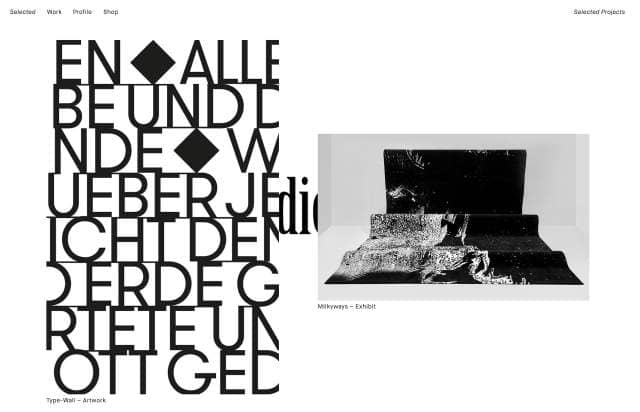 Selected Work Profile Shop
Selected Projects
EN◆ALLE
BE UND D
NDE◆W
UEBER JE
ICHT DEN
D ERDE G
RTETE UN
OTT GED
die
Type-Wall – Artwork
Milkyways – Exhibit